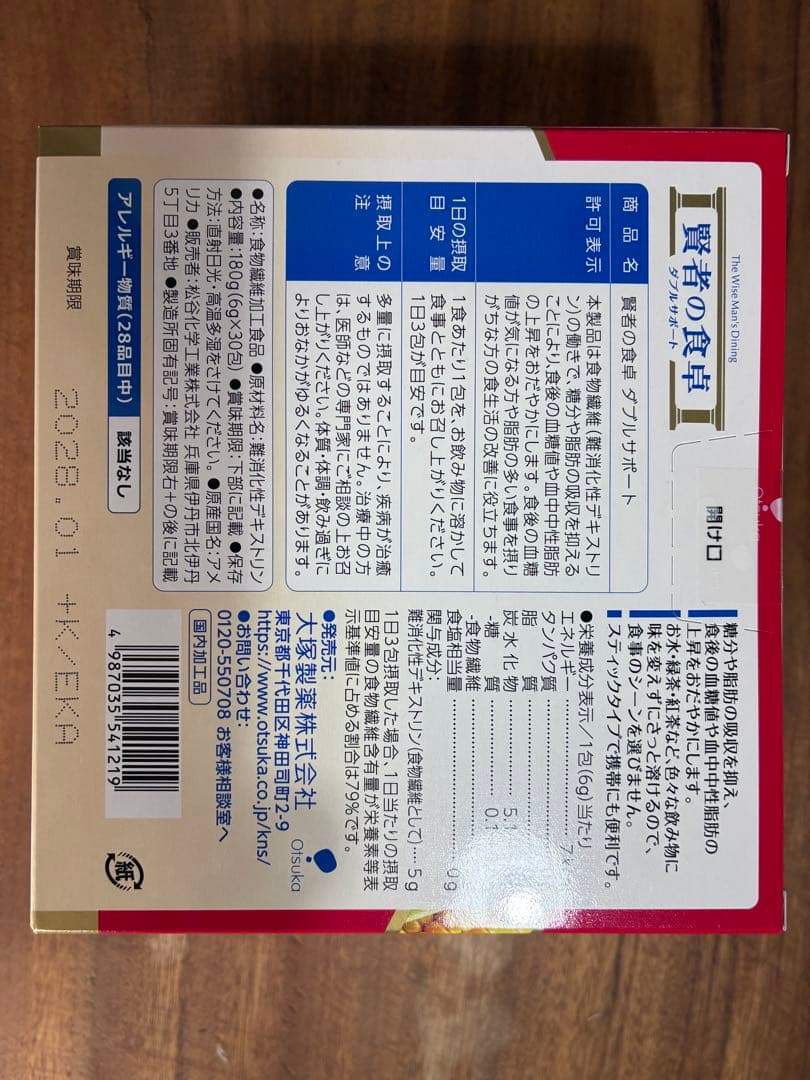 The Wise Man's Dining
賢者の食卓
ダブルサポート
Otsuka
開け口
糖分や脂肪の吸収を抑え、
食後の血糖値や血中中性脂肪の
上昇をおだやかにします。
お水・緑茶・紅茶など、色々な飲み物に
味を変えずにさっと溶けるので、
食事のシーンを選びません。
スティックタイプで携帯にも便利です。
商品名 賢者の食卓 ダブルサポート
許可表示 本製品は食物繊維(難消化性デキストリ
ン)の働きで、糖分や脂肪の吸収を抑える
ことにより、食後の血糖値や血中中性脂肪
の上昇をおだやかにします。食後の血糖
値が気になる方や脂肪の多い食事を摂り
がちな方の食生活の改善に役立ちます。
1日の摂取
目安量
1食あたり1包を、お飲み物に溶かして
食事とともにお召し上がりください。
1日3包が目安です。
摂取上の
注意
多量に摂取することにより、疾病が治癒
するものではありません。治療中の方
は、医師などの専門家にご相談の上お召
し上がりください。体質・体調・飲み過ぎに
よりおなかがゆるくなることがあります。
●名称:食物繊維加工食品 ●原材料名:難消化性デキストリン
●内容量:180g(6g×30包) ●賞味期限:下部に記載 ●保存
方法:直射日光・高温多湿をさけてください。 ●原産国名:アメ
リカ ●販売者:松谷化学工業株式会社 兵庫県伊丹市北伊丹
5丁目3番地 ●製造所固有記号:賞味期限右+の後に記載
アレルギー物質(28品目中) 該当なし
賞味期限 2028.01 +K/EKA
●栄養成分表示/1包(6g)当たり
エネルギー 7
タンパク質
脂質
炭水化物 5.
-糖質 0.
-食物繊維
食塩相当量 0g
関与成分:
難消化性デキストリン(食物繊維として)…5g
1日3包摂取した場合、1日当たりの摂取
目安量の食物繊維含有量が栄養素等表
示基準値に占める割合は79%です。
●発売元:
大塚製薬株式会社
Otsuka
東京都千代田区神田司町2-9
https://www.otsuka.co.jp/kns/
●お問い合わせ:
0120-550708 お客様相談室へ
国内加工品
4 987035 541219
紙